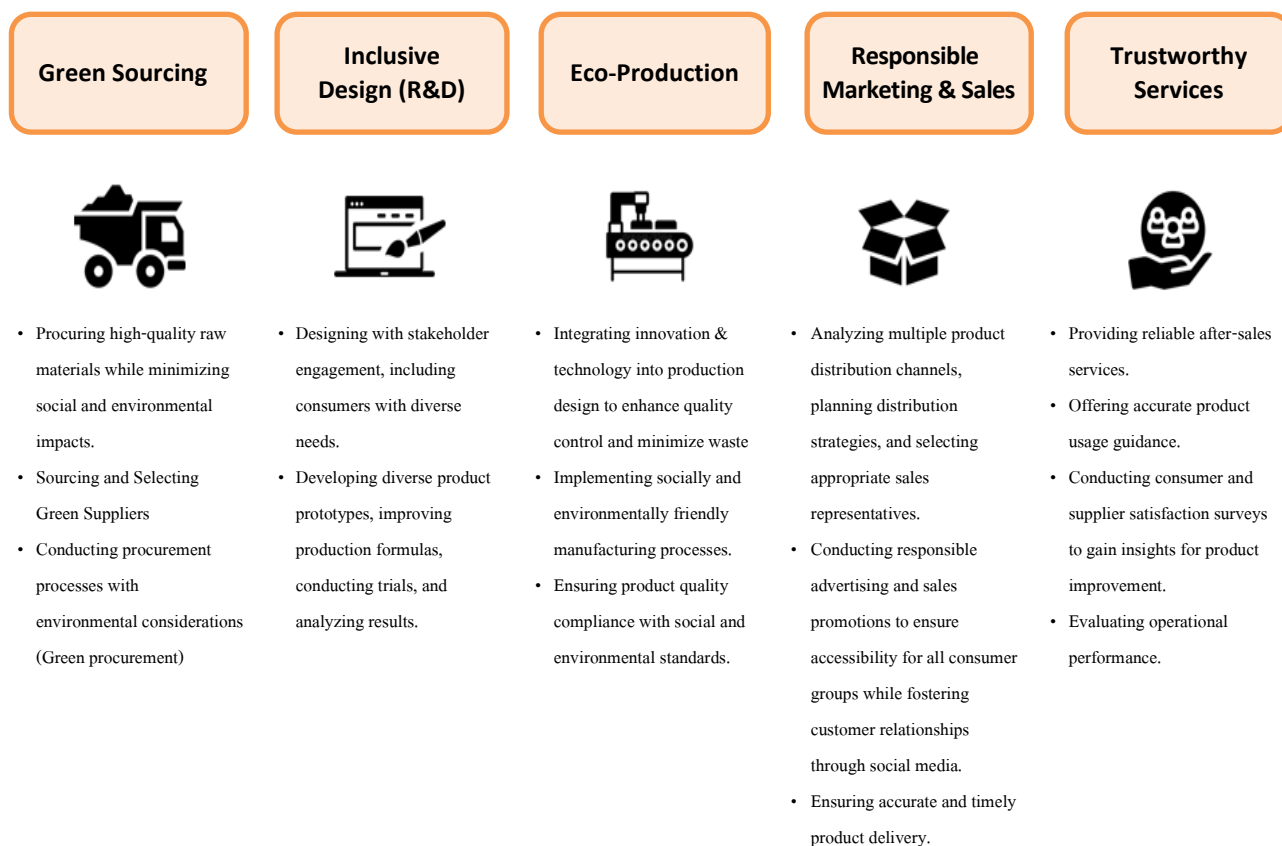 Green Sourcing
Inclusive
Design (R&D)
Eco-Production
Responsible
Marketing & Sales
Trustworthy
Services
• Procuring high-quality raw
materials while minimizing
social and environmental
impacts.
• Sourcing and Selecting
Green Suppliers
• Conducting procurement
processes with
environmental considerations
(Green procurement)
• Designing with stakeholder
engagement, including
consumers with diverse
needs.
• Developing diverse product
prototypes, improving
production formulas,
conducting trials, and
analyzing results.
• Integrating innovation &
technology into production
design to enhance quality
control and minimize waste
• Implementing socially and
environmentally friendly
manufacturing processes.
• Ensuring product quality
compliance with social and
environmental standards.
• Analyzing multiple product
distribution channels,
planning distribution
strategies, and selecting
appropriate sales
representatives.
• Conducting responsible
advertising and sales
promotions to ensure
accessibility for all consumer
groups while fostering
customer relationships
through social media.
• Ensuring accurate and timely
product delivery.
• Providing reliable after-sales
services.
• Offering accurate product
usage guidance.
• Conducting consumer and
supplier satisfaction surveys
to gain insights for product
improvement.
• Evaluating operational
performance.